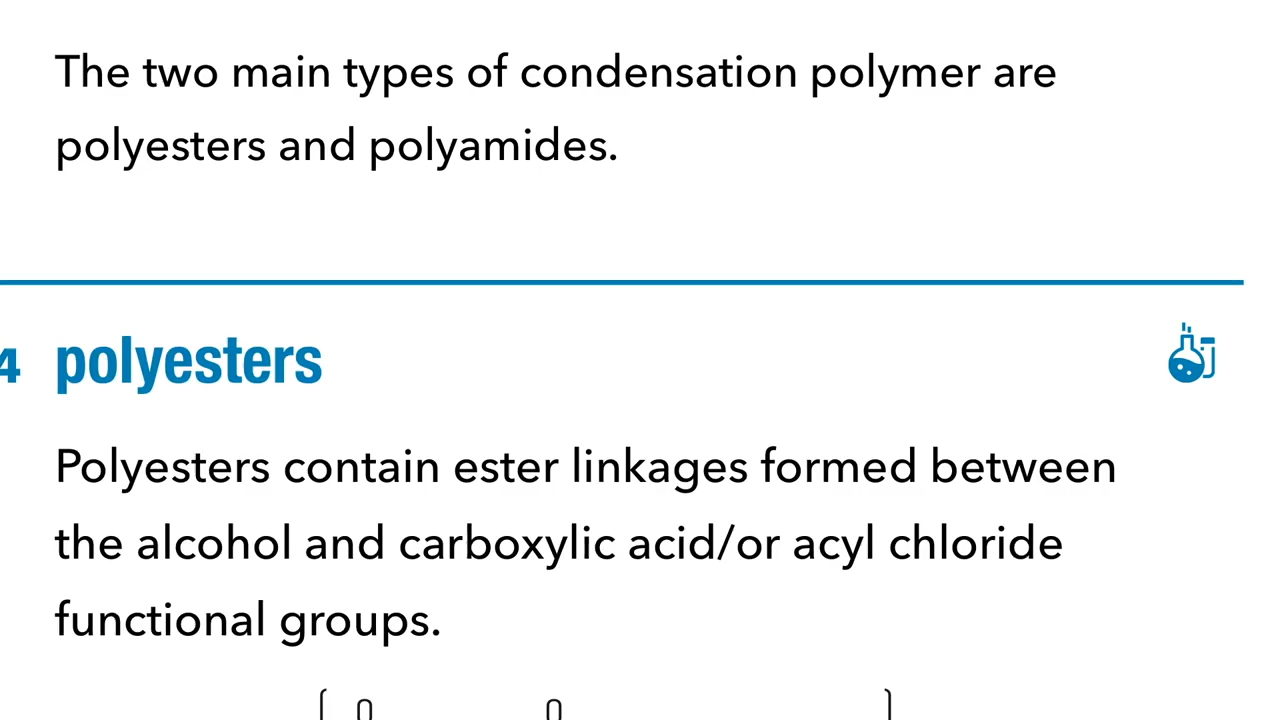 The two main types of condensation polymer are
polyesters and polyamides.
4 polyesters
Polyesters contain ester linkages formed between
the alcohol and carboxylic acid/or acyl chloride
functional groups.